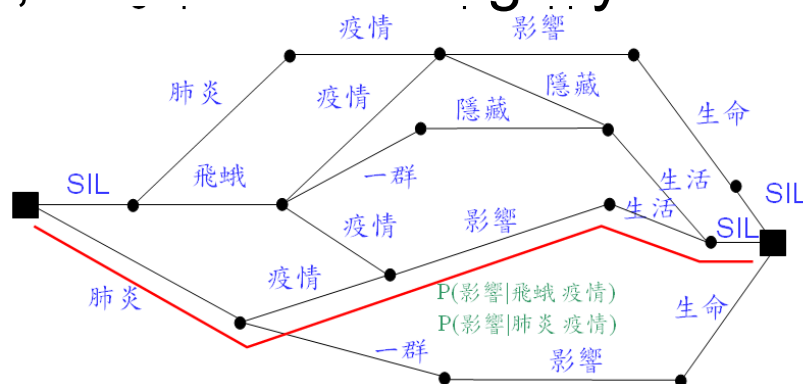 疫情
影響
肺炎
疫情
隱藏
隱藏
生命
SIL
飛蛾
一群
生活
SIL
生活
疫情
影響
SIL
肺炎
疫情
P(影響|飛蛾 疫情)
P(影響|肺炎 疫情)
生命
一群
影響